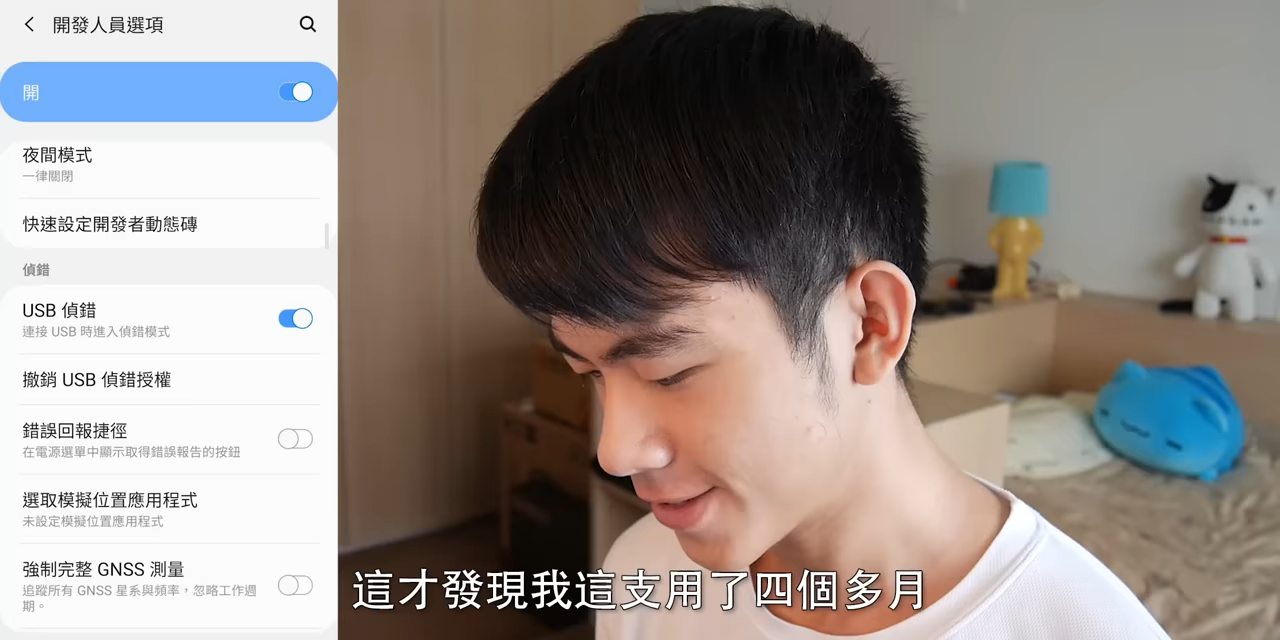 開發人員選項
開
夜間模式
一律關閉
快速設定開發者動態磚
偵錯
USB 偵錯
連接 USB 時進入偵錯模式
撤銷 USB 偵錯授權
錯誤回報捷徑
在電源選單中顯示取得錯誤報告的按鈕
選取模擬位置應用程式
未設定模擬位置應用程式
強制完整 GNSS 測量
追蹤所有 GNSS 星系與頻率，忽略工作週
期。
這才發現我這支用了四個多月